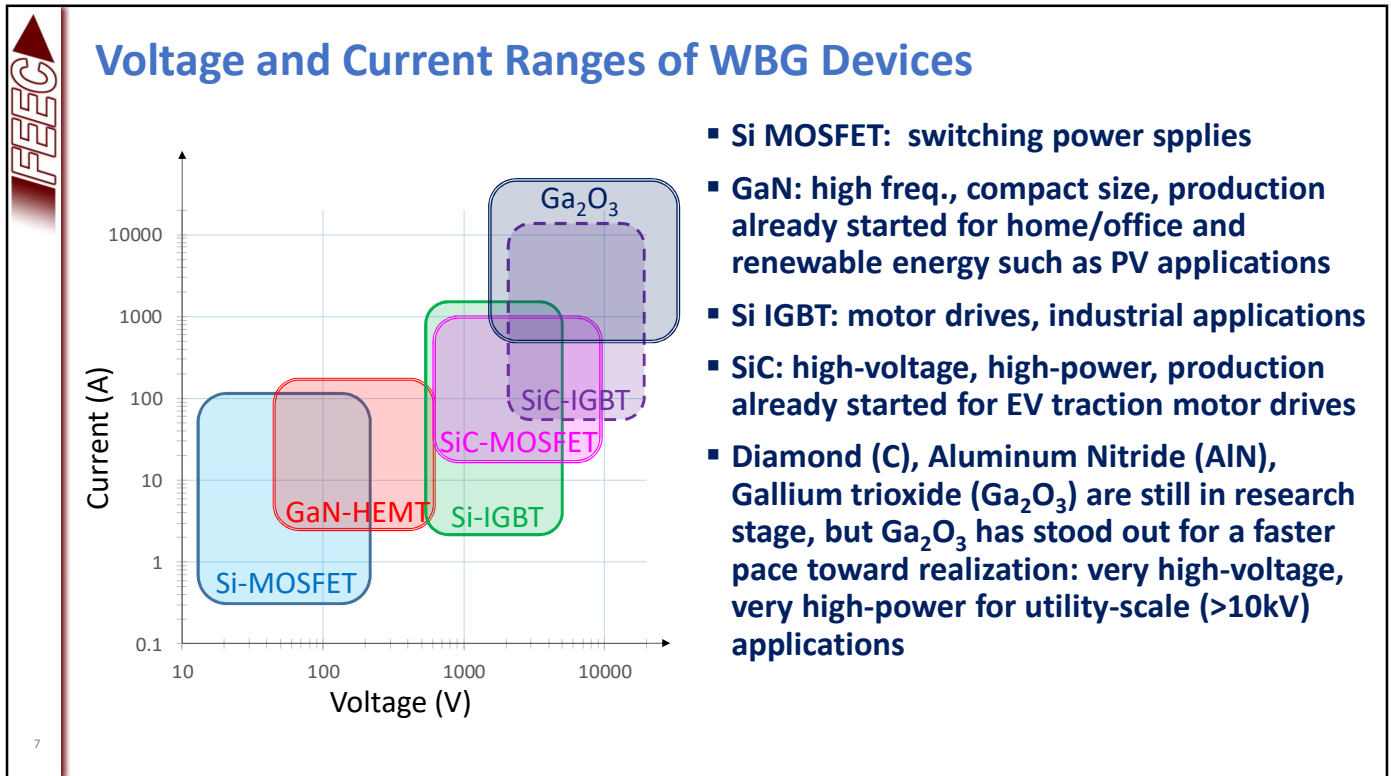 FEEC
Voltage and Current Ranges of WBG Devices
Current (A)
10000
1000
100
10
1
0.1
10
100
1000
10000
Voltage (V)
Ga₂O₃
SiC-IGBT
SiC-MOSFET
GaN-HEMT
Si-IGBT
Si-MOSFET
▪ Si MOSFET: switching power spplies
▪ GaN: high freq., compact size, production
already started for home/office and
renewable energy such as PV applications
▪ Si IGBT: motor drives, industrial applications
▪ SiC: high-voltage, high-power, production
already started for EV traction motor drives
▪ Diamond (C), Aluminum Nitride (AlN),
Gallium trioxide (Ga₂O₃) are still in research
stage, but Ga₂O₃ has stood out for a faster
pace toward realization: very high-voltage,
very high-power for utility-scale (>10kV)
applications
7